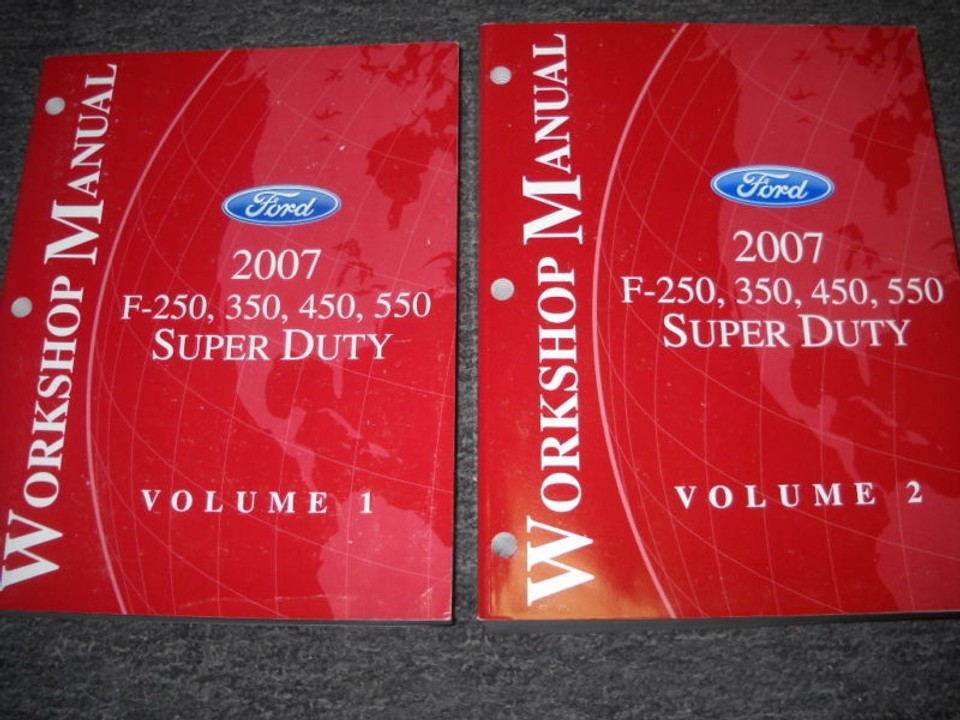 WORKSHOP MANUAL
Ford
2007
F-250, 350, 450, 550
SUPER DUTY
VOLUME 1
WORKSHOP MANUAL
Ford
2007
F-250, 350, 450, 550
SUPER DUTY
VOLUME 2